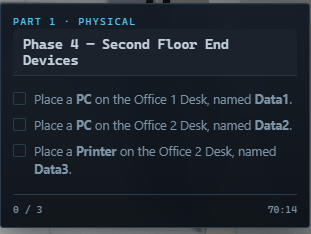 PART 1 · PHYSICAL
Phase 4 — Second Floor End
Devices
Place a PC on the Office 1 Desk, named Data1.
Place a PC on the Office 2 Desk, named Data2.
Place a Printer on the Office 2 Desk, named
Data3.
0 / 3
70:14